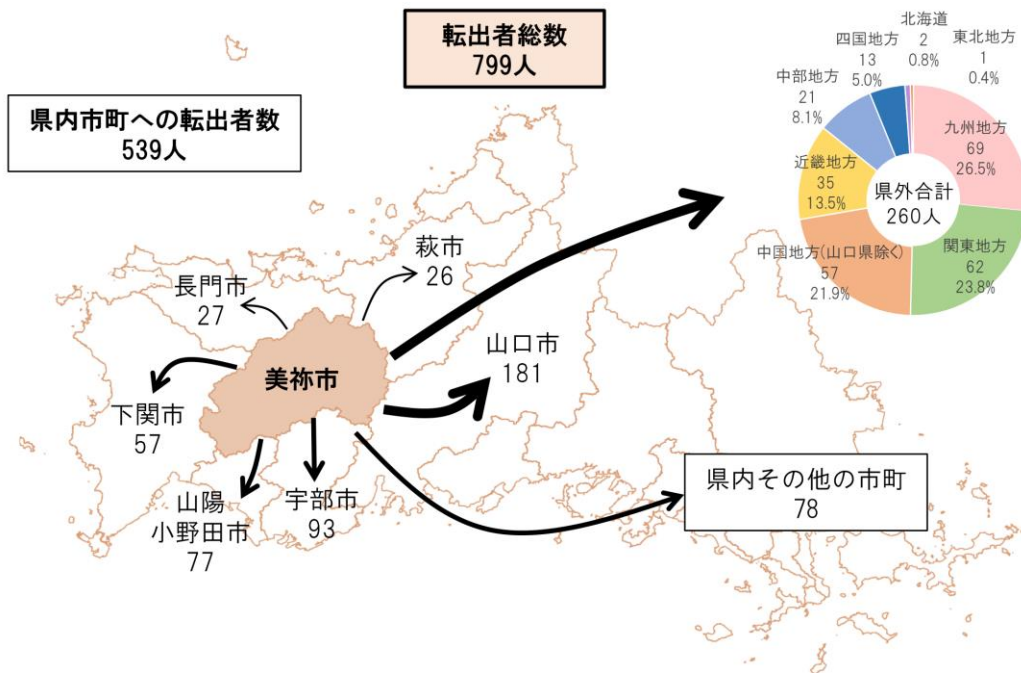 転出者総数
799人
県内市町への転出者数
539人
北海道
2
0.8%
東北地方
1
0.4%
四国地方
13
5.0%
中部地方
21
8.1%
九州地方
69
26.5%
近畿地方
35
13.5%
県外合計
260人
中国地方(山口県除く)
57
21.9%
関東地方
62
23.8%
萩市
26
長門市
27
山口市
181
美祢市
下関市
57
山陽
小野田市
77
宇部市
93
県内その他の市町
78